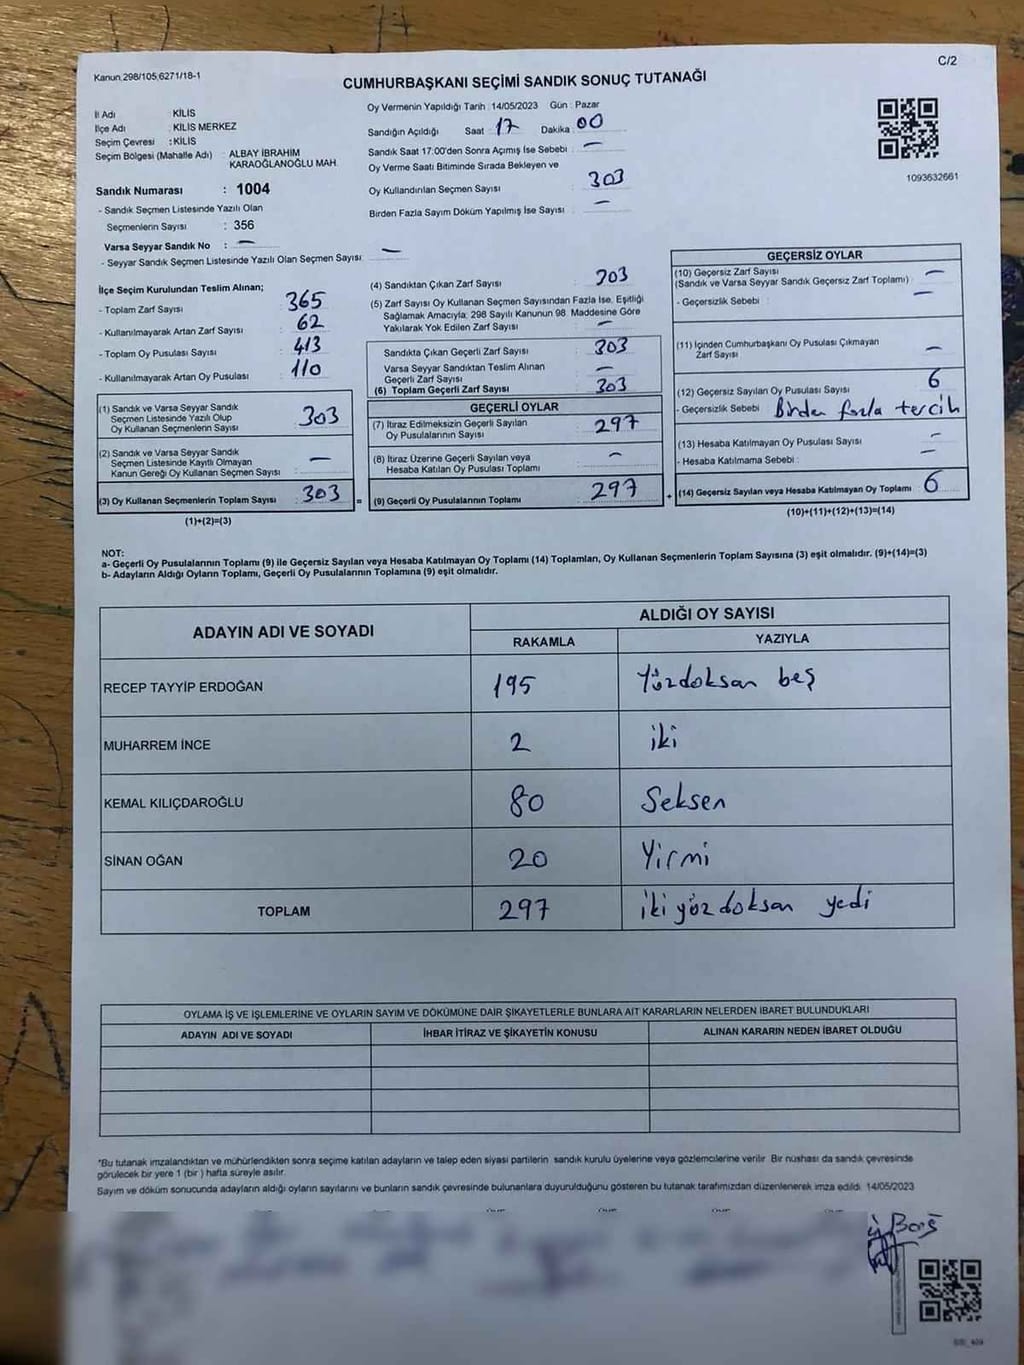 Kanun.298/105,6271/18-1
C/2
CUMHURBAŞKANI SEÇİMİ SANDIK SONUÇ TUTANAĞI
İl Adı : KİLİS
İlçe Adı : KİLİS MERKEZ
Seçim Çevresi : KİLİS
Seçim Bölgesi (Mahalle Adı) : ALBAY İBRAHİM
KARAOĞLANOĞLU MAH.
Sandık Numarası : 1004
- Sandık Seçmen Listesinde Yazılı Olan
Seçmenlerin Sayısı : 356
Varsa Seyyar Sandık No : —
- Seyyar Sandık Seçmen Listesinde Yazılı Olan Seçmen Sayısı: —
Oy Vermenin Yapıldığı Tarih : 14/05/2023 Gün : Pazar
Sandığın Açıldığı Saat : 17 Dakika : 00
Sandık Saat 17:00'den Sonra Açımış İse Sebebi : —
Oy Verme Saati Bitiminde Sırada Bekleyen ve
Oy Kullandırılan Seçmen Sayısı : 303
Birden Fazla Sayım Döküm Yapılmış İse Sayısı : —
1093632661
İlçe Seçim Kurulundan Teslim Alınan;
- Toplam Zarf Sayısı : 365
- Kullanılmayarak Artan Zarf Sayısı : 62
- Toplam Oy Pusulası Sayısı : 413
- Kullanılmayarak Artan Oy Pusulası : 110
(1) Sandık ve Varsa Seyyar Sandık
Seçmen Listesinde Yazılı Olup
Oy Kullanan Seçmenlerin Sayısı : 303
(2) Sandık ve Varsa Seyyar Sandık
Seçmen Listesinde Kayıtlı Olmayan
Kanun Gereği Oy Kullanan Seçmen Sayısı : —
(3) Oy Kullanan Seçmenlerin Toplam Sayısı : 303
(1)+(2)=(3)
(4) Sandıktan Çıkan Zarf Sayısı : 303
(5) Zarf Sayısı Oy Kullanan Seçmen Sayısından Fazla İse, Eşitliği
Sağlamak Amacıyla; 298 Sayılı Kanunun 98. Maddesine Göre
Yakılarak Yok Edilen Zarf Sayısı : —
Sandıkta Çıkan Geçerli Zarf Sayısı : 303
Varsa Seyyar Sandıktan Teslim Alınan
Geçerli Zarf Sayısı : —
(6) Toplam Geçerli Zarf Sayısı : 303
GEÇERLİ OYLAR
(7) İtiraz Edilmeksizin Geçerli Sayılan
Oy Pusulalarının Sayısı : 297
(8) İtiraz Üzerine Geçerli Sayılan veya
Hesaba Katılan Oy Pusulası Toplamı : —
= (9) Geçerli Oy Pusulalarının Toplamı : 297
GEÇERSİZ OYLAR
(10) Geçersiz Zarf Sayısı : —
(Sandık ve Varsa Seyyar Sandık Geçersiz Zarf Toplamı)
- Geçersizlik Sebebi : —
(11) İçinden Cumhurbaşkanı Oy Pusulası Çıkmayan
Zarf Sayısı : —
(12) Geçersiz Sayılan Oy Pusulası Sayısı : 6
- Geçersizlik Sebebi : Birden fazla tercih
(13) Hesaba Katılmayan Oy Pusulası Sayısı : —
- Hesaba Katılmama Sebebi : —
+ (14) Geçersiz Sayılan veya Hesaba Katılmayan Oy Toplamı : 6
(10)+(11)+(12)+(13)=(14)
NOT:
a- Geçerli Oy Pusulalarının Toplamı (9) ile Geçersiz Sayılan veya Hesaba Katılmayan Oy Toplamı (14) Toplamları, Oy Kullanan Seçmenlerin Toplam Sayısına (3) eşit olmalıdır. (9)+(14)=(3)
b- Adayların Aldığı Oyların Toplamı, Geçerli Oy Pusulalarının Toplamına (9) eşit olmalıdır.
ADAYIN ADI VE SOYADI
ALDIĞI OY SAYISI
RAKAMLA YAZIYLA
RECEP TAYYİP ERDOĞAN 195 Yüzdoksan beş
MUHARREM İNCE 2 iki
KEMAL KILIÇDAROĞLU 80 Seksen
SİNAN OĞAN 20 Yirmi
TOPLAM 297 iki yüz doksan yedi
OYLAMA İŞ VE İŞLEMLERİNE VE OYLARIN SAYIM VE DÖKÜMÜNE DAİR ŞİKAYETLERLE BUNLARA AİT KARARLARIN NELERDEN İBARET BULUNDUKLARI
ADAYIN ADI VE SOYADI İHBAR İTİRAZ VE ŞİKAYETİN KONUSU ALINAN KARARIN NEDEN İBARET OLDUĞU
*Bu tutanak imzalandıktan ve mühürlendikten sonra seçime katılan adayların ve talep eden siyasi partilerin sandık kurulu üyelerine veya gözlemcilerine verilir. Bir nüshası da sandık çevresinde
görülecek bir yere 1 (bir ) hafta süreyle asılır.
Sayım ve döküm sonucunda adayların aldığı oyların sayılarını ve bunların sandık çevresinde bulunanlara duyurulduğunu gösteren bu tutanak tarafımızdan düzenlenerek imza edildi. 14/05/2023